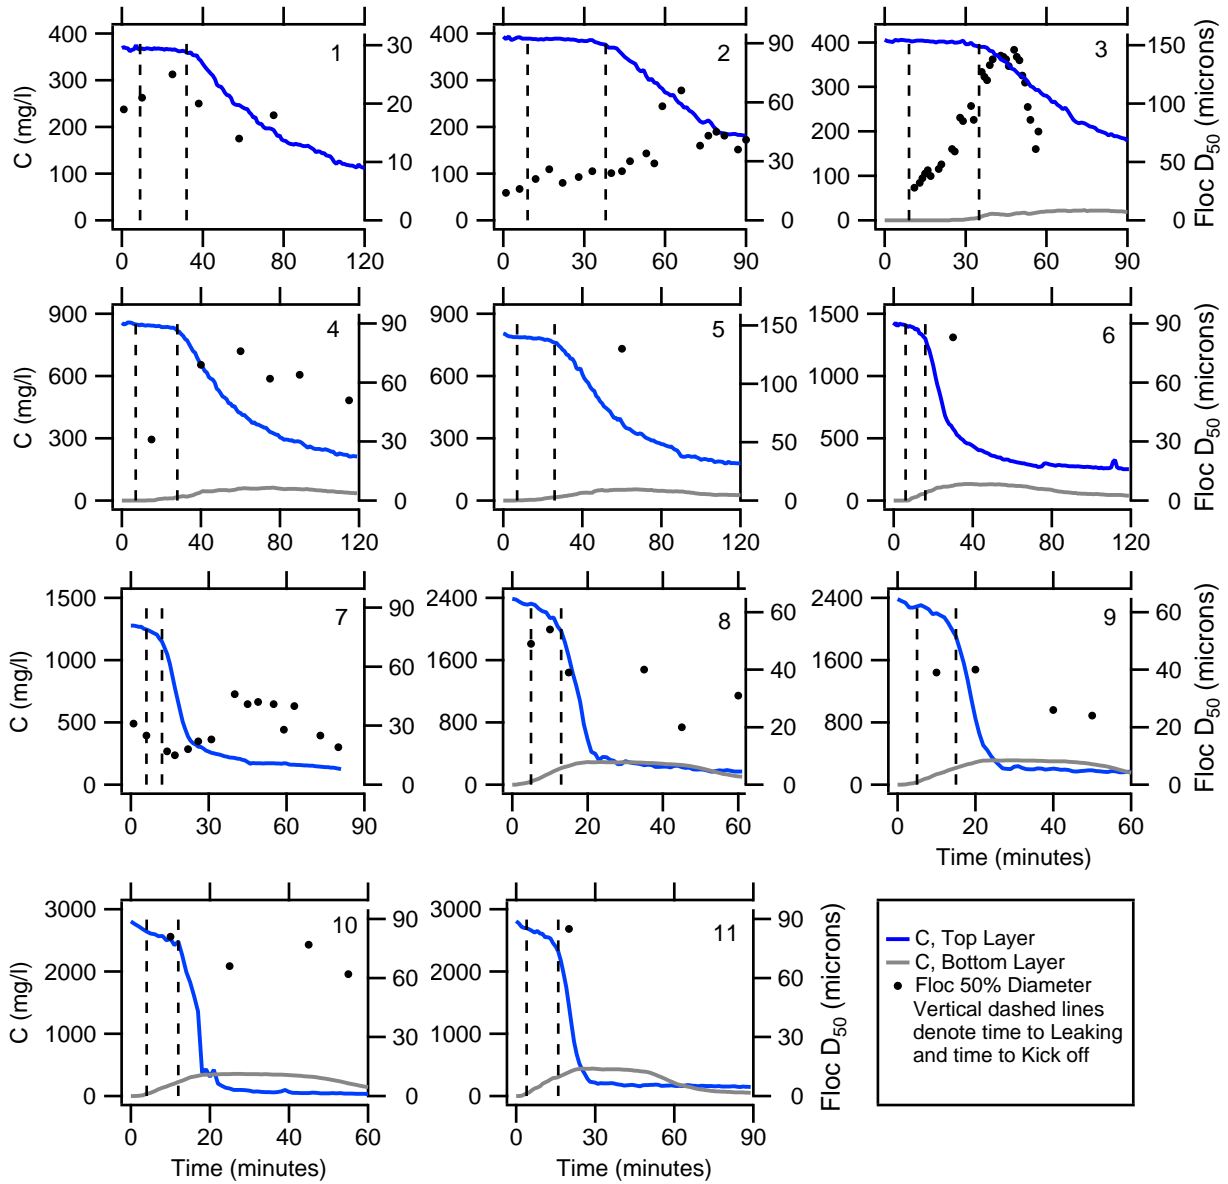 400 300 200 100 0
C (mg/l)
1
30 20 10 0
0 40 80 120
400 300 200 100 0
2
90 60 30 0
0 30 60 90
400 300 200 100 0
3
150 100 50 0
Floc D50 (microns)
0 30 60 90
900 600 300 0
C (mg/l)
4
90 60 30 0
0 40 80 120
900 600 300 0
5
150 100 50 0
0 40 80 120
1500 1000 500 0
6
90 60 30 0
Floc D50 (microns)
0 40 80 120
1500 1000 500 0
C (mg/l)
7
90 60 30 0
0 30 60 90
2400 1600 800 0
8
60 40 20 0
0 20 40 60
2400 1600 800 0
9
60 40 20 0
Floc D50 (microns)
0 20 40 60
Time (minutes)
3000 2000 1000 0
C (mg/l)
10
90 60 30 0
0 20 40 60
Time (minutes)
3000 2000 1000 0
11
90 60 30 0
Floc D50 (microns)
0 30 60 90
Time (minutes)
C, Top Layer
C, Bottom Layer
Floc 50% Diameter
Vertical dashed lines
denote time to Leaking
and time to Kick off